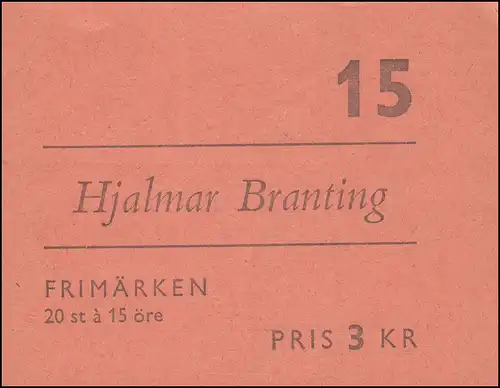 15
Hjalmar Branting
FRIMÄRKEN
20 st à 15 öre
PRIS 3 KR